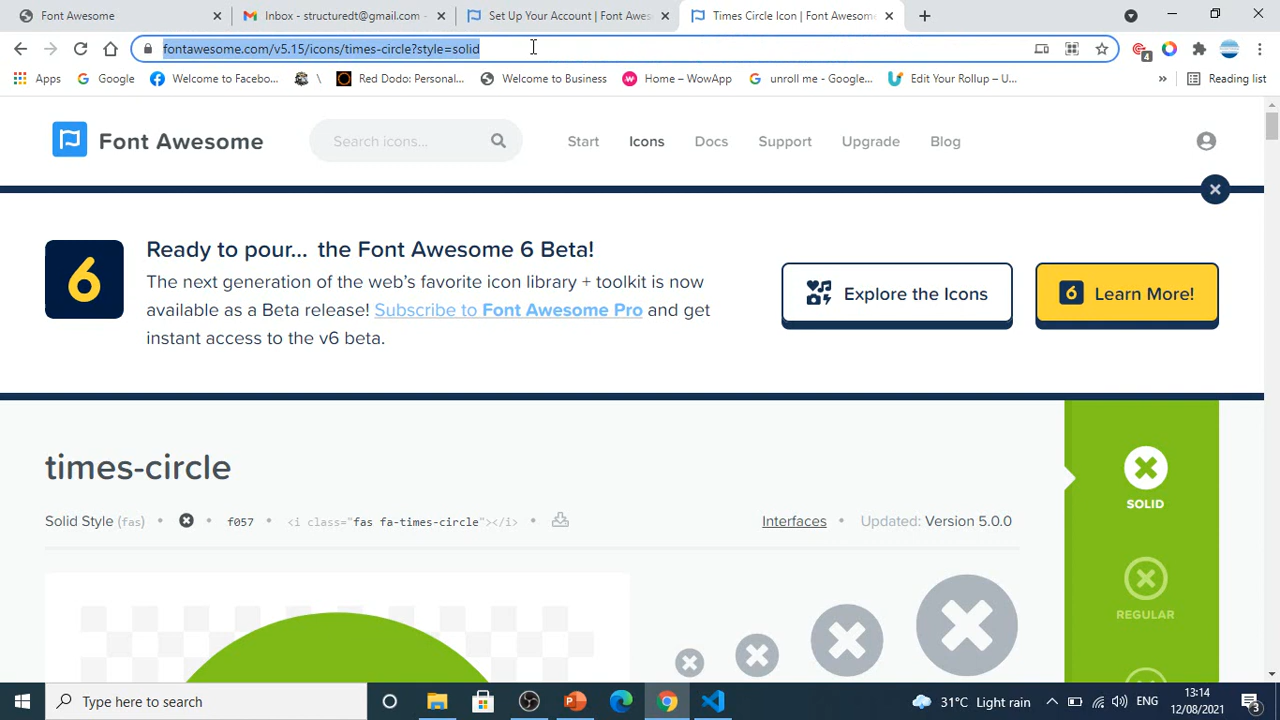 Font Awesome
Inbox - structuredt@gmail.com -
Set Up Your Account | Font Awes
Times Circle Icon | Font Awesome
fontawesome.com/v5.15/icons/times-circle?style=solid
4
Apps
Google
Welcome to Facebo...
\
Red Dodo: Personal...
Welcome to Business
Home – WowApp
unroll me - Google...
Edit Your Rollup – U...
»
Reading list
Font Awesome
Search icons...
Start
Icons
Docs
Support
Upgrade
Blog
6
Ready to pour... the Font Awesome 6 Beta!
The next generation of the web's favorite icon library + toolkit is now
available as a Beta release! Subscribe to Font Awesome Pro and get
instant access to the v6 beta.
Explore the Icons
6 Learn More!
times-circle
Solid Style (fas) • • f057 • <i class="fas fa-times-circle"></i> •
Interfaces • Updated: Version 5.0.0
SOLID
REGULAR
Type here to search
31°C Light rain
ENG
13:14
12/08/2021
3